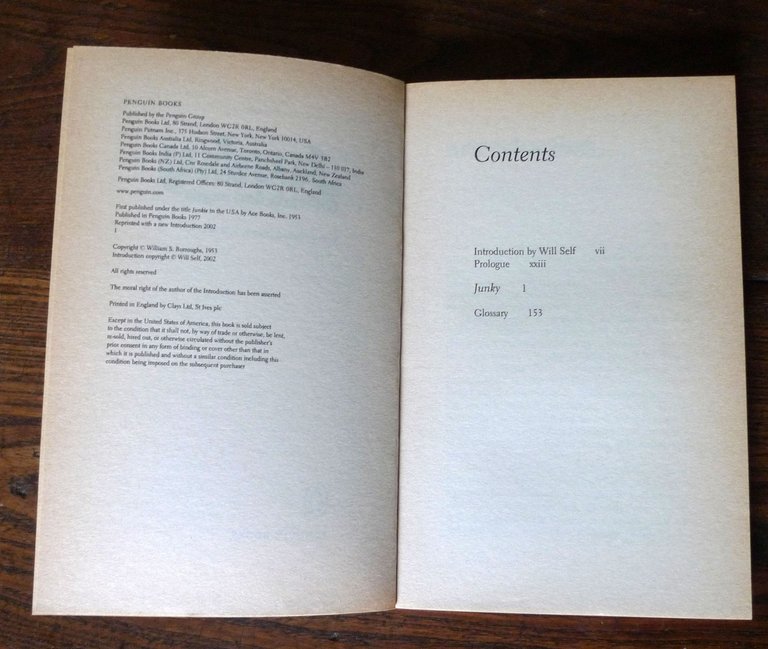 PENGUIN BOOKS
Published by the Penguin Group
Penguin Books Ltd, 80 Strand, London WC2R 0RL, England
Penguin Putnam Inc., 375 Hudson Street, New York, New York 10014, USA
Penguin Books Australia Ltd, Ringwood, Victoria, Australia
Penguin Books Canada Ltd, 10 Alcorn Avenue, Toronto, Ontario, Canada M4V 3B2
Penguin Books India (P) Ltd, 11 Community Centre, Panchsheel Park, New Delhi – 110 017, India
Penguin Books (NZ) Ltd, Cnr Rosedale and Airborne Roads, Albany, Auckland, New Zealand
Penguin Books (South Africa) (Pty) Ltd, 24 Sturdee Avenue, Rosebank 2196, South Africa
Penguin Books Ltd, Registered Offices: 80 Strand, London WC2R 0RL, England
www.penguin.com
First published under the title Junkie in the USA by Ace Books, Inc. 1953
Published in Penguin Books 1977
Reprinted with a new Introduction 2002
1
Copyright © William S. Burroughs, 1953
Introduction copyright © Will Self, 2002
All rights reserved
The moral right of the author of the Introduction has been asserted
Printed in England by Clays Ltd, St Ives plc
Except in the United States of America, this book is sold subject
to the condition that it shall not, by way of trade or otherwise, be lent,
re-sold, hired out, or otherwise circulated without the publisher's
prior consent in any form of binding or cover other than that in
which it is published and without a similar condition including this
condition being imposed on the subsequent purchaser
Contents
Introduction by Will Self vii
Prologue xxiii
Junky 1
Glossary 153